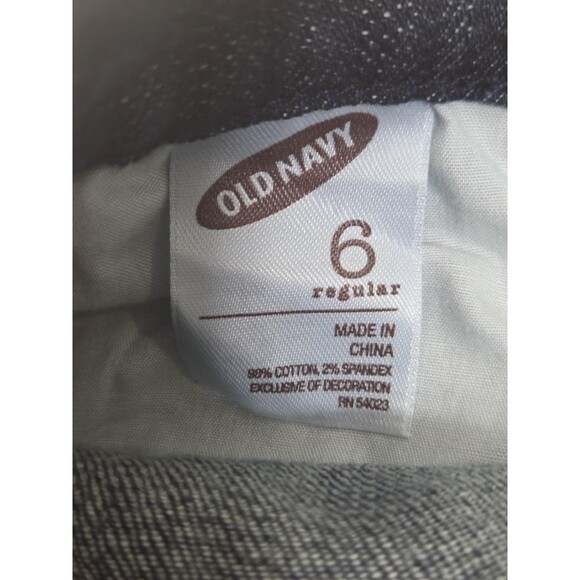 OLD NAVY
6
regular
MADE IN
CHINA
98% COTTON, 2% SPANDEX
EXCLUSIVE OF DECORATION
RN 54023